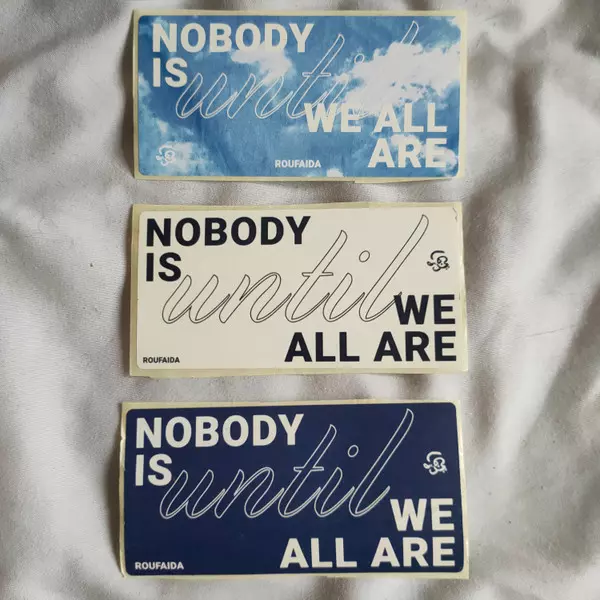 NOBODY
IS until
WE ALL
ARE
ROUFAIDA
NOBODY
IS until WE
ALL ARE
ROUFAIDA
NOBODY
IS until
WE
ALL ARE
ROUFAIDA